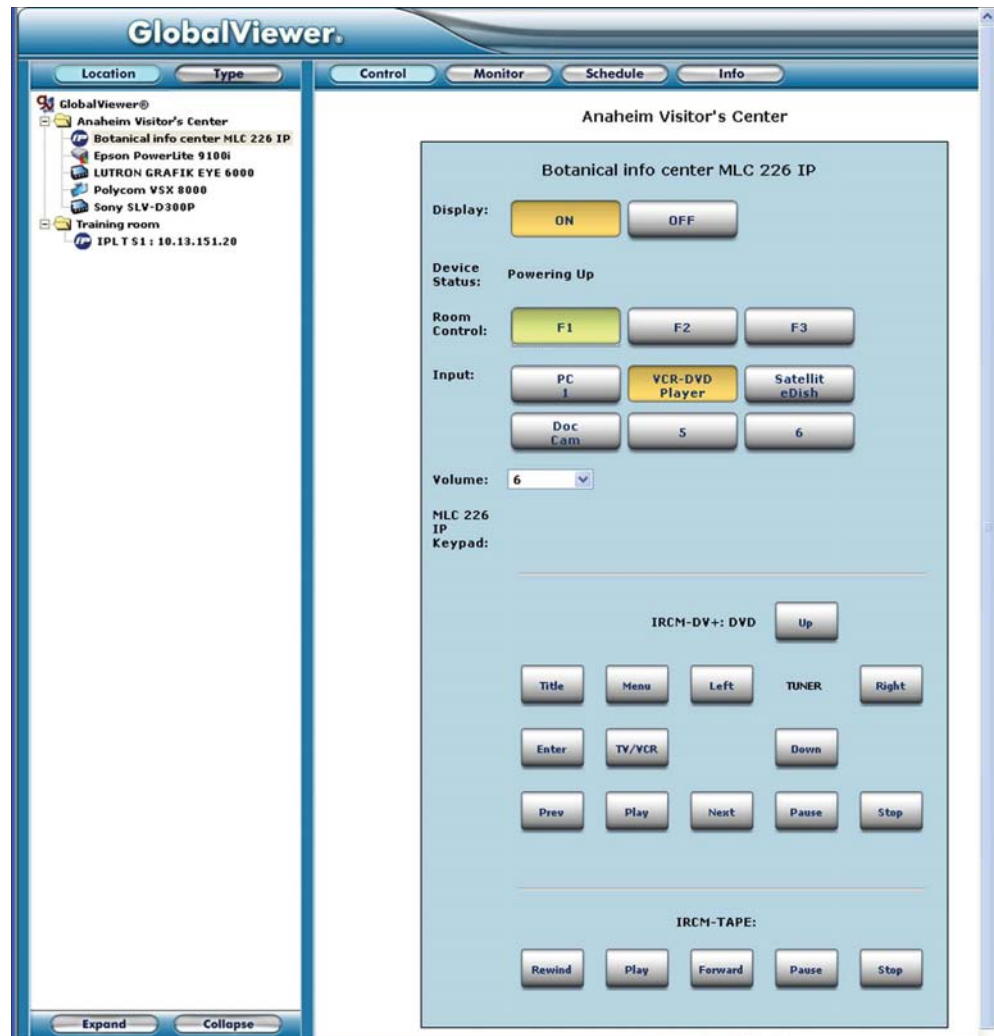 GlobalViewer®
Location Type
Control Monitor Schedule Info
GlobalViewer®
Anaheim Visitor's Center
Botanical info center MLC 226 IP
Epson PowerLite 9100i
LUTRON GRAFIK EYE 6000
Polycom VSX 8000
Sony SLV-D300P
Training room
IPL T S1 : 10.13.151.20
Expand Collapse
Anaheim Visitor's Center
Botanical info center MLC 226 IP
Display: ON OFF
Device
Status: Powering Up
Room
Control: F1 F2 F3
Input:
PC
1
VCR-DVD
Player
Satellit
eDish
Doc
Cam
5
6
Volume: 6
MLC 226
IP
Keypad:
IRCM-DV+: DVD Up
Title Menu Left TUNER Right
Enter TV/VCR Down
Prev Play Next Pause Stop
IRCM-TAPE:
Rewind Play Forward Pause Stop